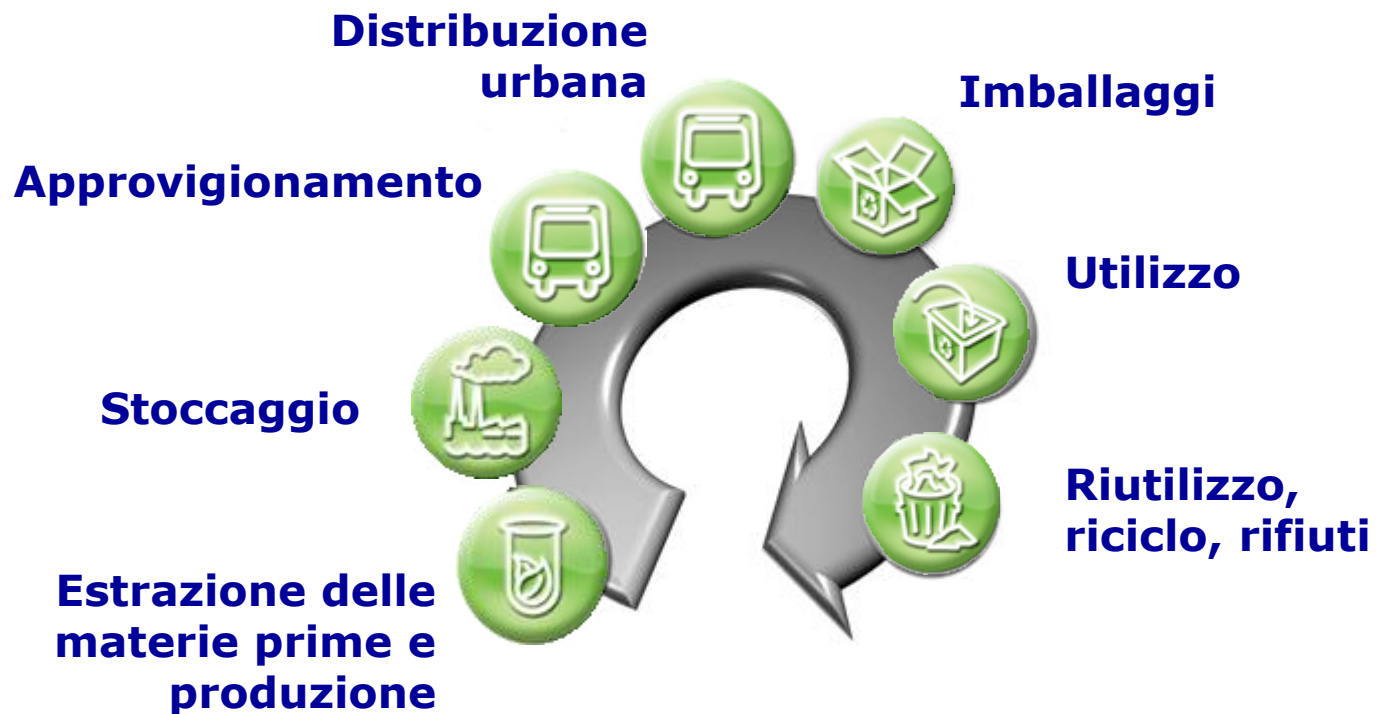 Distribuzione
urbana
Imballaggi
Approvigionamento
Utilizzo
Stoccaggio
Riutilizzo,
riciclo, rifiuti
Estrazione delle
materie prime e
produzione